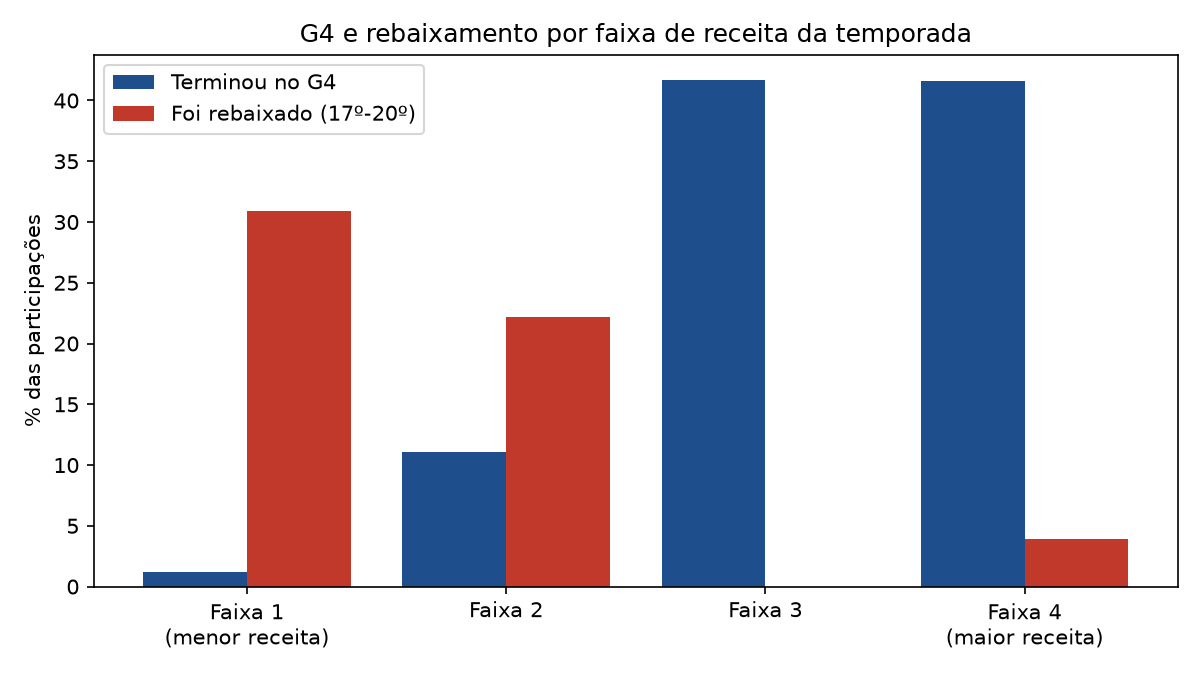 G4 e rebaixamento por faixa de receita da temporada
Terminou no G4
Foi rebaixado (17º-20º)
% das participações
40
35
30
25
20
15
10
5
0
Faixa 1
(menor receita)
Faixa 2
Faixa 3
Faixa 4
(maior receita)